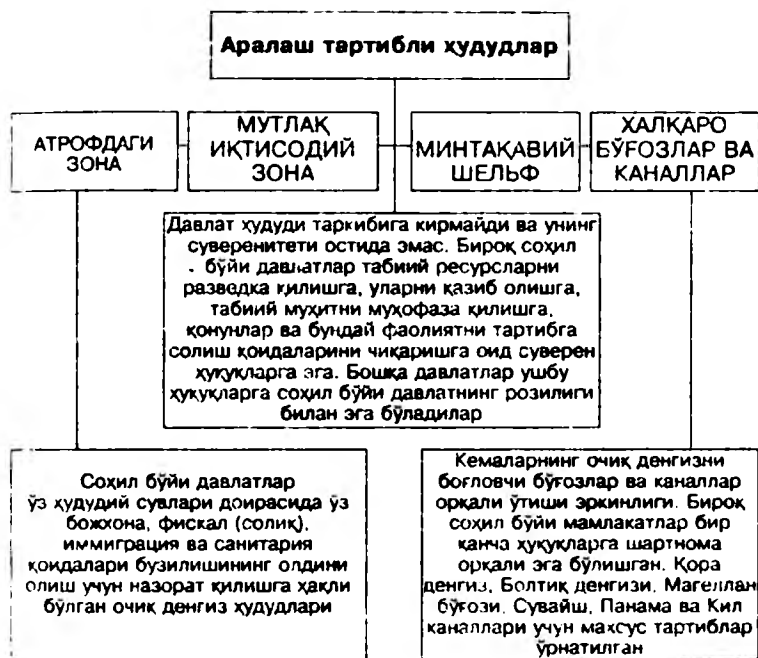 Аралаш тартибли ҳудудлар
АТРОФДАГИ
ЗОНА
МУТЛАҚ
ИҚТИСОДИЙ
ЗОНА
МИНТАҚАВИЙ
ШЕЛЬФ
ХАЛҚАРО
БЎҒОЗЛАР ВА
КАНАЛЛАР
Давлат ҳудуди таркибига кирмайди ва унинг
суверенитети остида эмас. Бироқ соҳил
бўйи давлатлар табиий ресурсларни
разведка қилишга, уларни қазиб олишга,
табиий муҳитни муҳофаза қилишга,
қонунлар ва бундай фаолиятни тартибга
солиш қоидаларини чиқаришга оид суверен
ҳуқуқларга эга. Бошқа давлатлар ушбу
ҳуқуқларга соҳил бўйи давлатнинг розилиги
билан эга бўладилар
Соҳил бўйи давлатлар
ўз ҳудудий сувлари доирасида ўз
божхона, фискал (солиқ),
иммиграция ва санитария
қоидалари бузилишининг олдини
олиш учун назорат қилишга ҳақли
бўлган очиқ денгиз ҳудудлари
Кемаларнинг очиқ денгизни
боғловчи бўғозлар ва каналлар
орқали ўтиши эркинлиги. Бироқ
соҳил бўйи мамлакатлар бир
қанча ҳуқуқларга шартнома
орқали эга бўлишган. Қора
денгиз, Болтиқ денгизи, Магеллан
бўғози, Сувайш, Панама ва Кил
каналлари учун махсус тартиблар
ўрнатилган